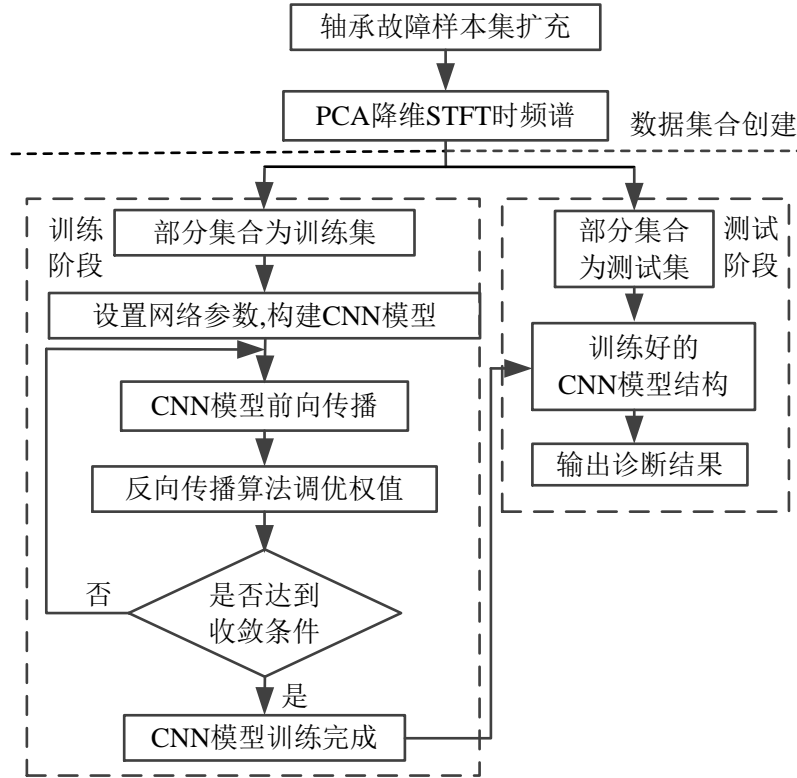 轴承故障样本集扩充
PCA降维STFT时频谱
数据集合创建
训练
阶段
部分集合为训练集
设置网络参数,构建CNN模型
CNN模型前向传播
反向传播算法调优权值
否
是否达到
收敛条件
是
CNN模型训练完成
部分集合
为测试集
测试
阶段
训练好的
CNN模型结构
输出诊断结果